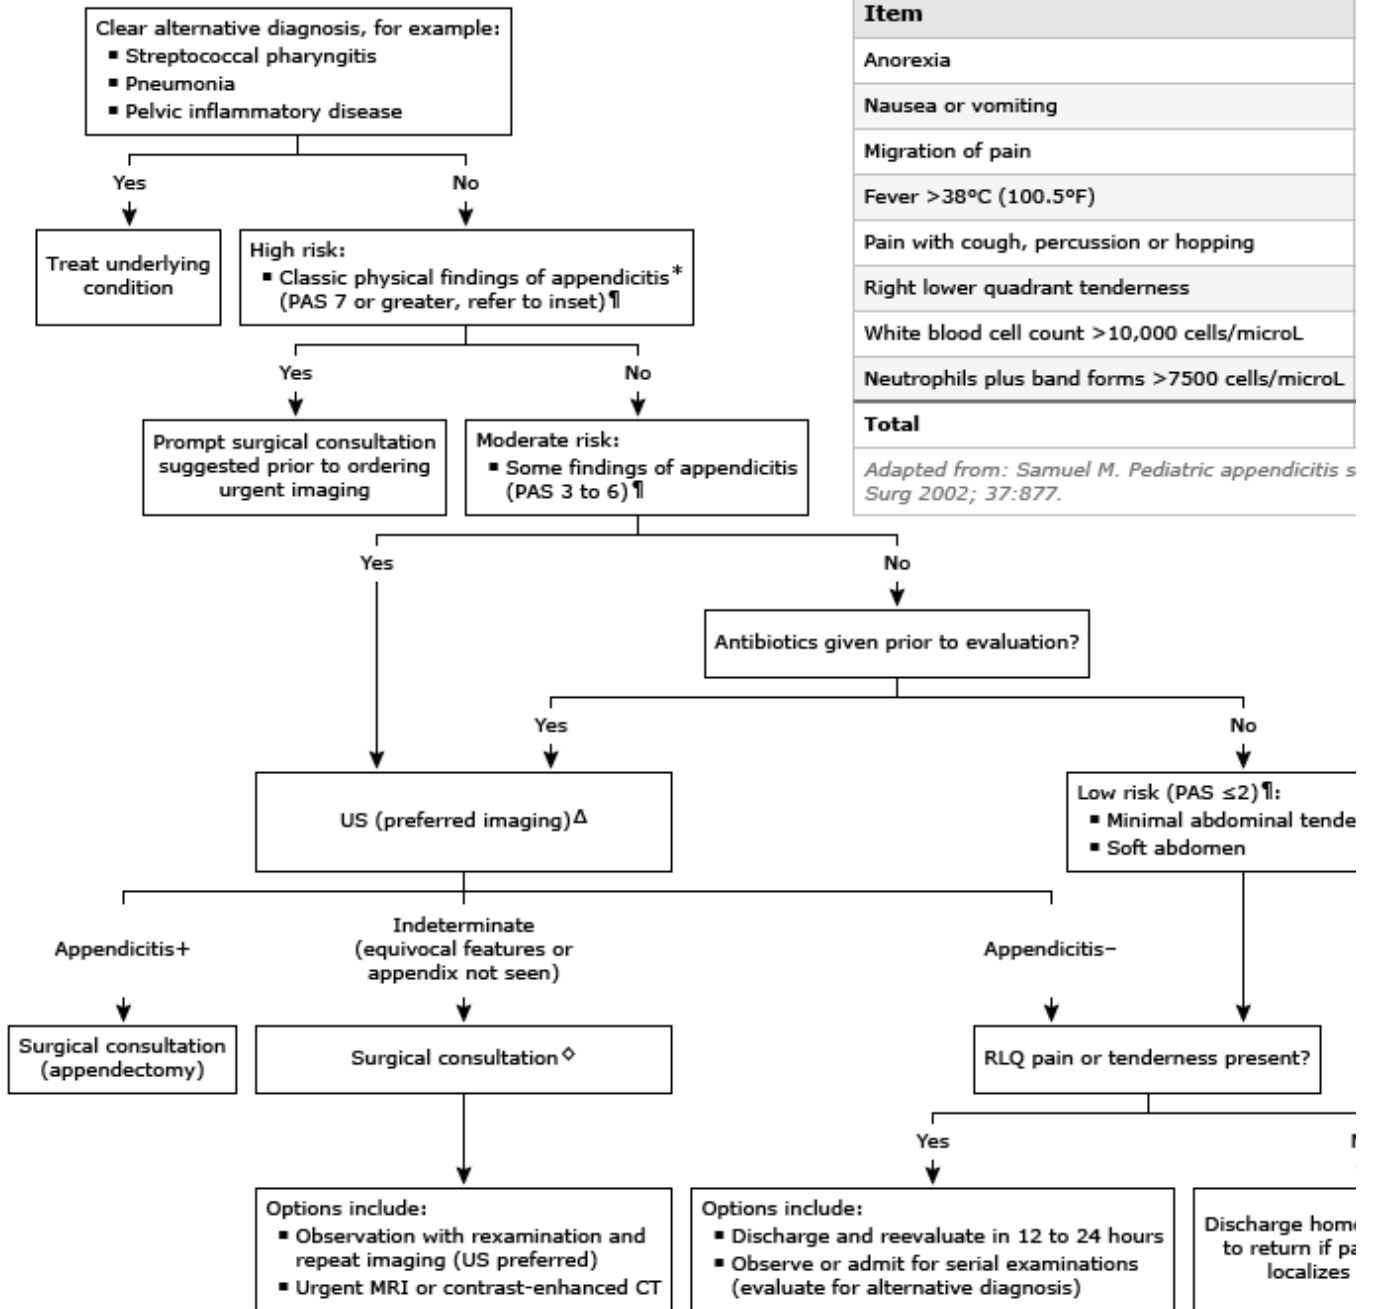 Clear alternative diagnosis, for example:
▪ Streptococcal pharyngitis
▪ Pneumonia
▪ Pelvic inflammatory disease
Yes
No
Treat underlying
condition
High risk:
▪ Classic physical findings of appendicitis*
(PAS 7 or greater, refer to inset)¶
Yes
No
Prompt surgical consultation
suggested prior to ordering
urgent imaging
Moderate risk:
▪ Some findings of appendicitis
(PAS 3 to 6)¶
Item
Anorexia
Nausea or vomiting
Migration of pain
Fever >38°C (100.5°F)
Pain with cough, percussion or hopping
Right lower quadrant tenderness
White blood cell count >10,000 cells/microL
Neutrophils plus band forms >7500 cells/microL
Total
Adapted from: Samuel M. Pediatric appendicitis
Surg 2002; 37:877.
Yes
No
Antibiotics given prior to evaluation?
Yes
No
US (preferred imaging)Δ
Low risk (PAS ≤2)¶:
▪ Minimal abdominal
▪ Soft abdomen
Appendicitis+
Indeterminate
(equivocal features or
appendix not seen)
Appendicitis−
Surgical consultation
(appendectomy)
Surgical consultation◇
RLQ pain or tenderness present?
Yes
Options include:
▪ Observation with rexamination and
repeat imaging (US preferred)
▪ Urgent MRI or contrast-enhanced CT
Options include:
▪ Discharge and reevaluate in 12 to 24 hours
▪ Observe or admit for serial examinations
(evaluate for alternative diagnosis)
Discharge home
to return if
localizes